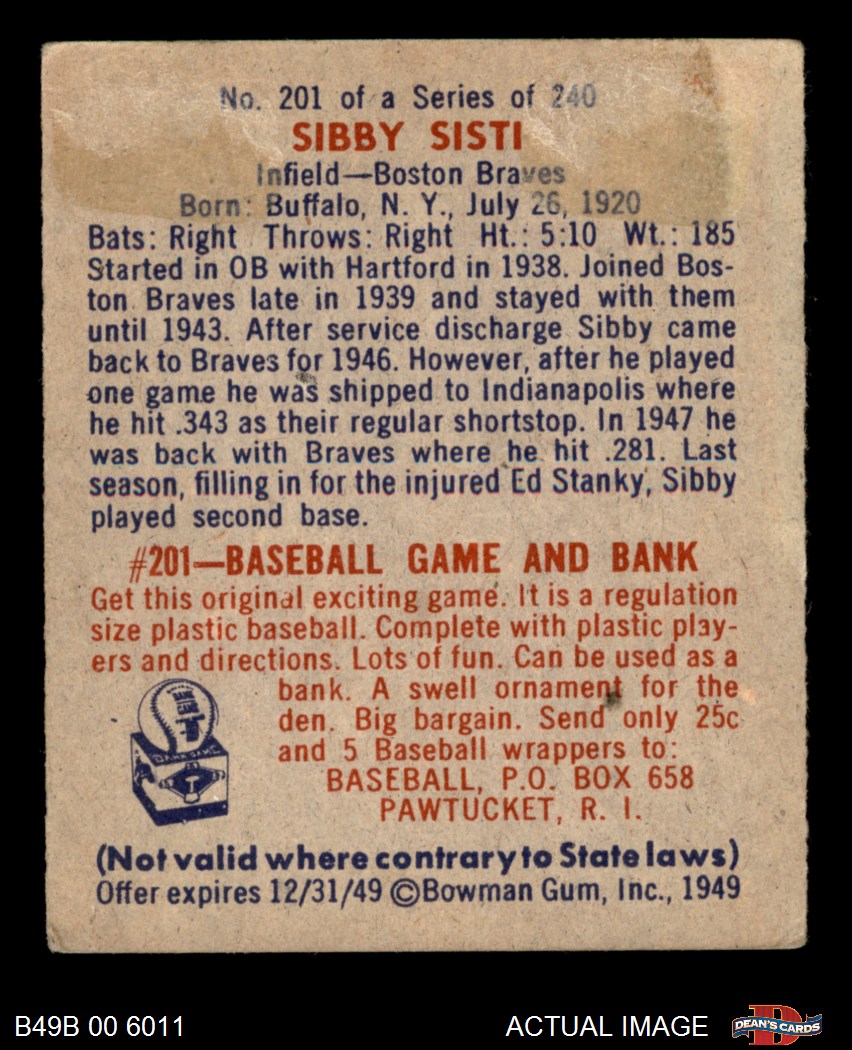 No. 201 of a Series of 240
SIBBY SISTI
Infield—Boston Braves
Born: Buffalo, N. Y., July 26, 1920
Bats: Right Throws: Right Ht.: 5:10 Wt.: 185
Started in OB with Hartford in 1938. Joined Bos-
ton Braves late in 1939 and stayed with them
until 1943. After service discharge Sibby came
back to Braves for 1946. However, after he played
one game he was shipped to Indianapolis where
he hit .343 as their regular shortstop. In 1947 he
was back with Braves where he hit .281. Last
season, filling in for the injured Ed Stanky, Sibby
played second base.
#201—BASEBALL GAME AND BANK
Get this original exciting game. It is a regulation
size plastic baseball. Complete with plastic play-
ers and directions. Lots of fun. Can be used as a
bank. A swell ornament for the
den. Big bargain. Send only 25c
and 5 Baseball wrappers to:
BASEBALL, P.O. BOX 658
PAWTUCKET, R. I.
(Not valid where contrary to State laws)
Offer expires 12/31/49 ©Bowman Gum, Inc., 1949
B49B 00 6011
ACTUAL IMAGE
DEAN'S CARDS